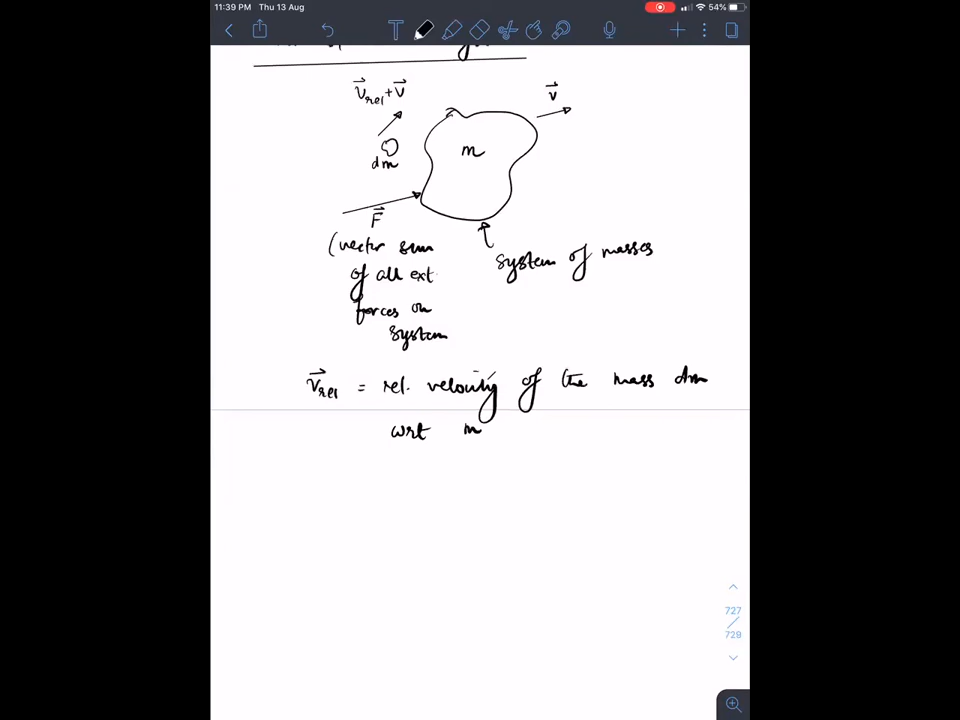 11:39 PM Thu 13 Aug
54%
T
v⃗rel + v⃗
v⃗
m
dm
F⃗
(vector sum
of all ext
forces on
system
system of masses
v⃗rel = rel. velocity of the mass dm
wrt m
727
729